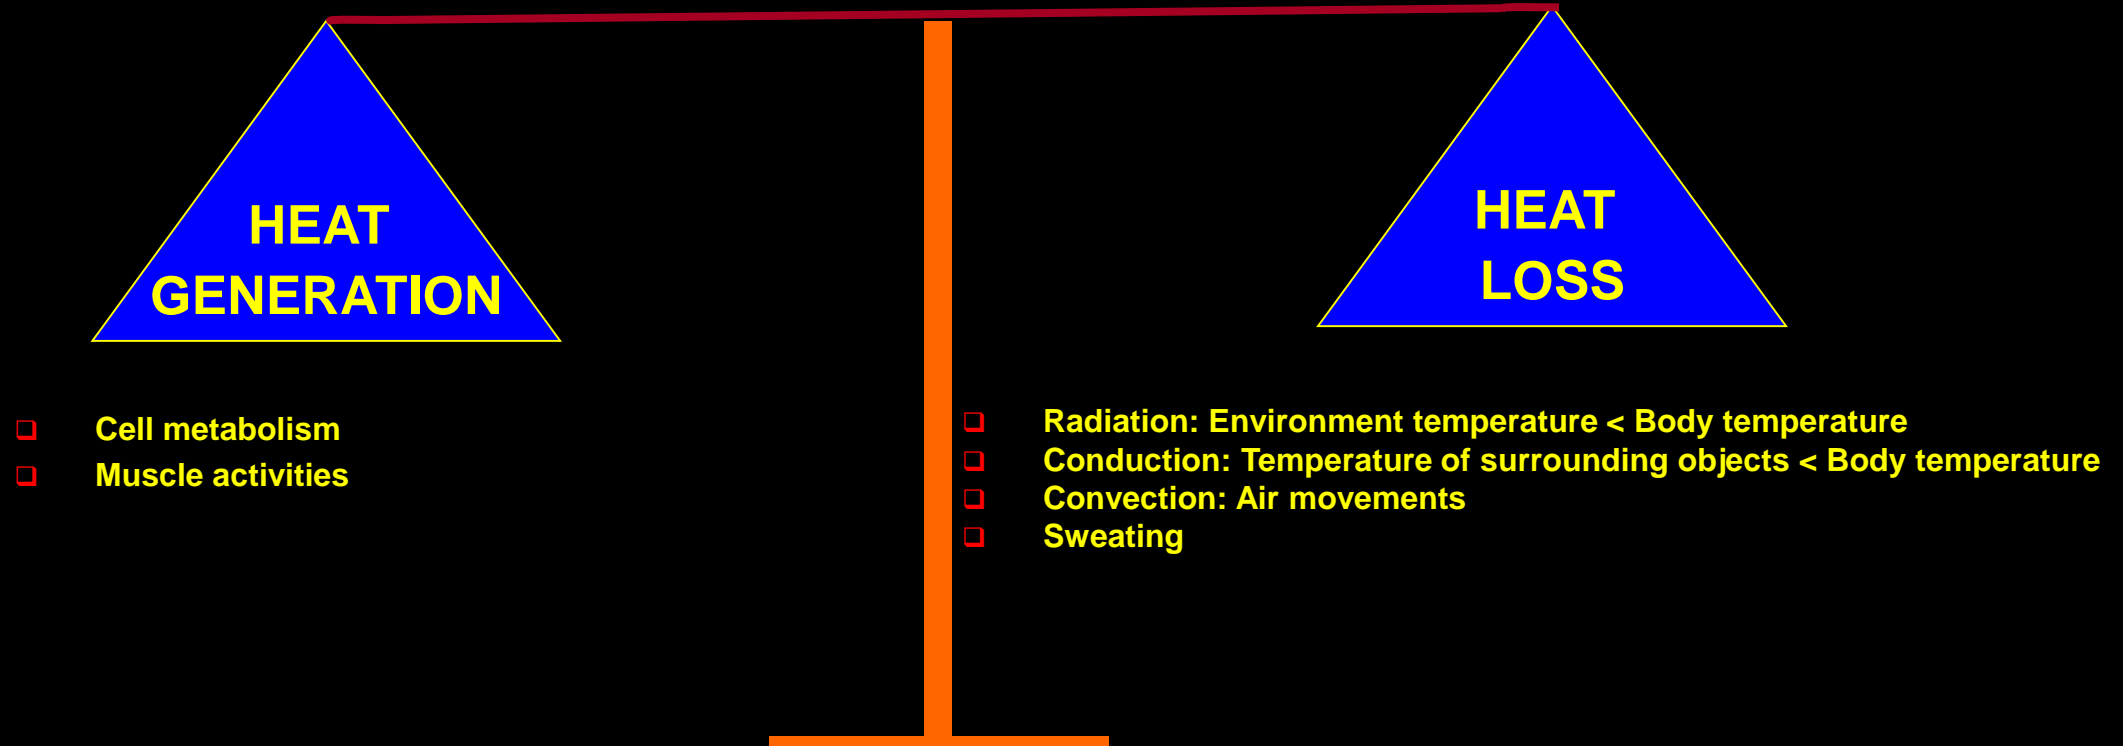 HEAT
GENERATION
HEAT
LOSS
Cell metabolism
Muscle activities
Radiation: Environment temperature < Body temperature
Conduction: Temperature of surrounding objects < Body temperature
Convection: Air movements
Sweating